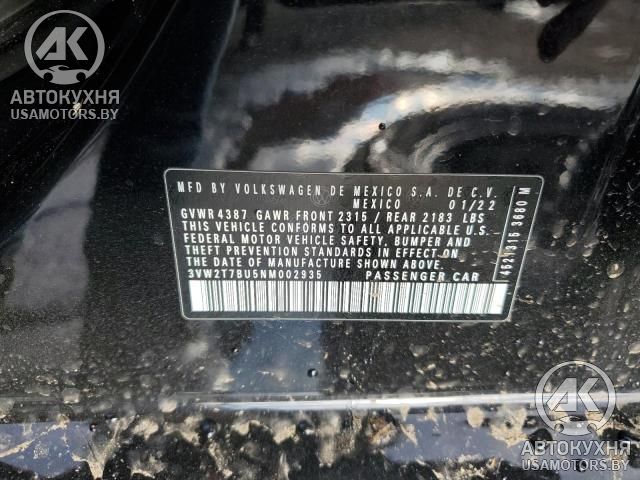 AK
АВТОКУХНЯ
USAMOTORS.BY
MFD BY VOLKSWAGEN DE MEXICO S.A. DE C.V.
MEXICO 01/22
GVWR 4387 GAWR FRONT 2315 / REAR 2183 LBS
THIS VEHICLE CONFORMS TO ALL APPLICABLE U.S.
FEDERAL MOTOR VEHICLE SAFETY, BUMPER AND
THEFT PREVENTION STANDARDS IN EFFECT ON
THE DATE OF MANUFACTURE SHOWN ABOVE.
3VW2T7BU5NM002935 PASSENGER CAR
AK
АВТОКУХНЯ
USAMOTORS.BY